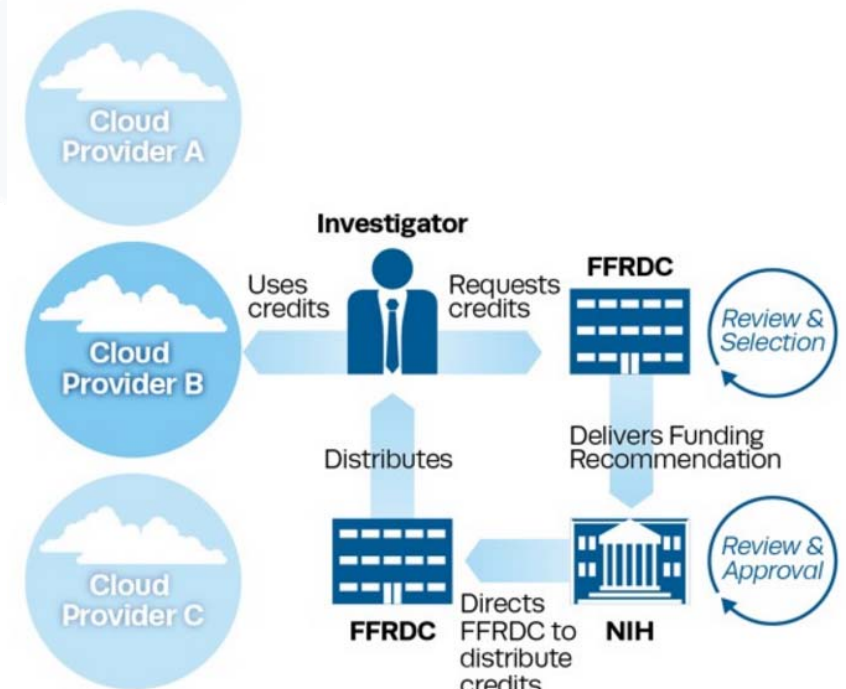 Cloud
Provider A
Investigator
FFRDC
Uses
credits
Requests
credits
Review &
Selection
Cloud
Provider B
Delivers Funding
Recommendation
Distributes
Review &
Approval
Cloud
Provider C
FFRDC
Directs
FFRDC to
distribute
credits
NIH